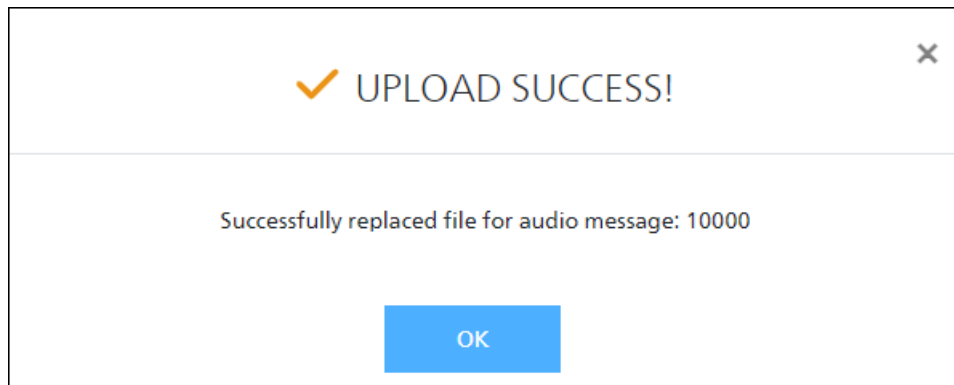 UPLOAD SUCCESS!
Successfully replaced file for audio message: 10000
OK